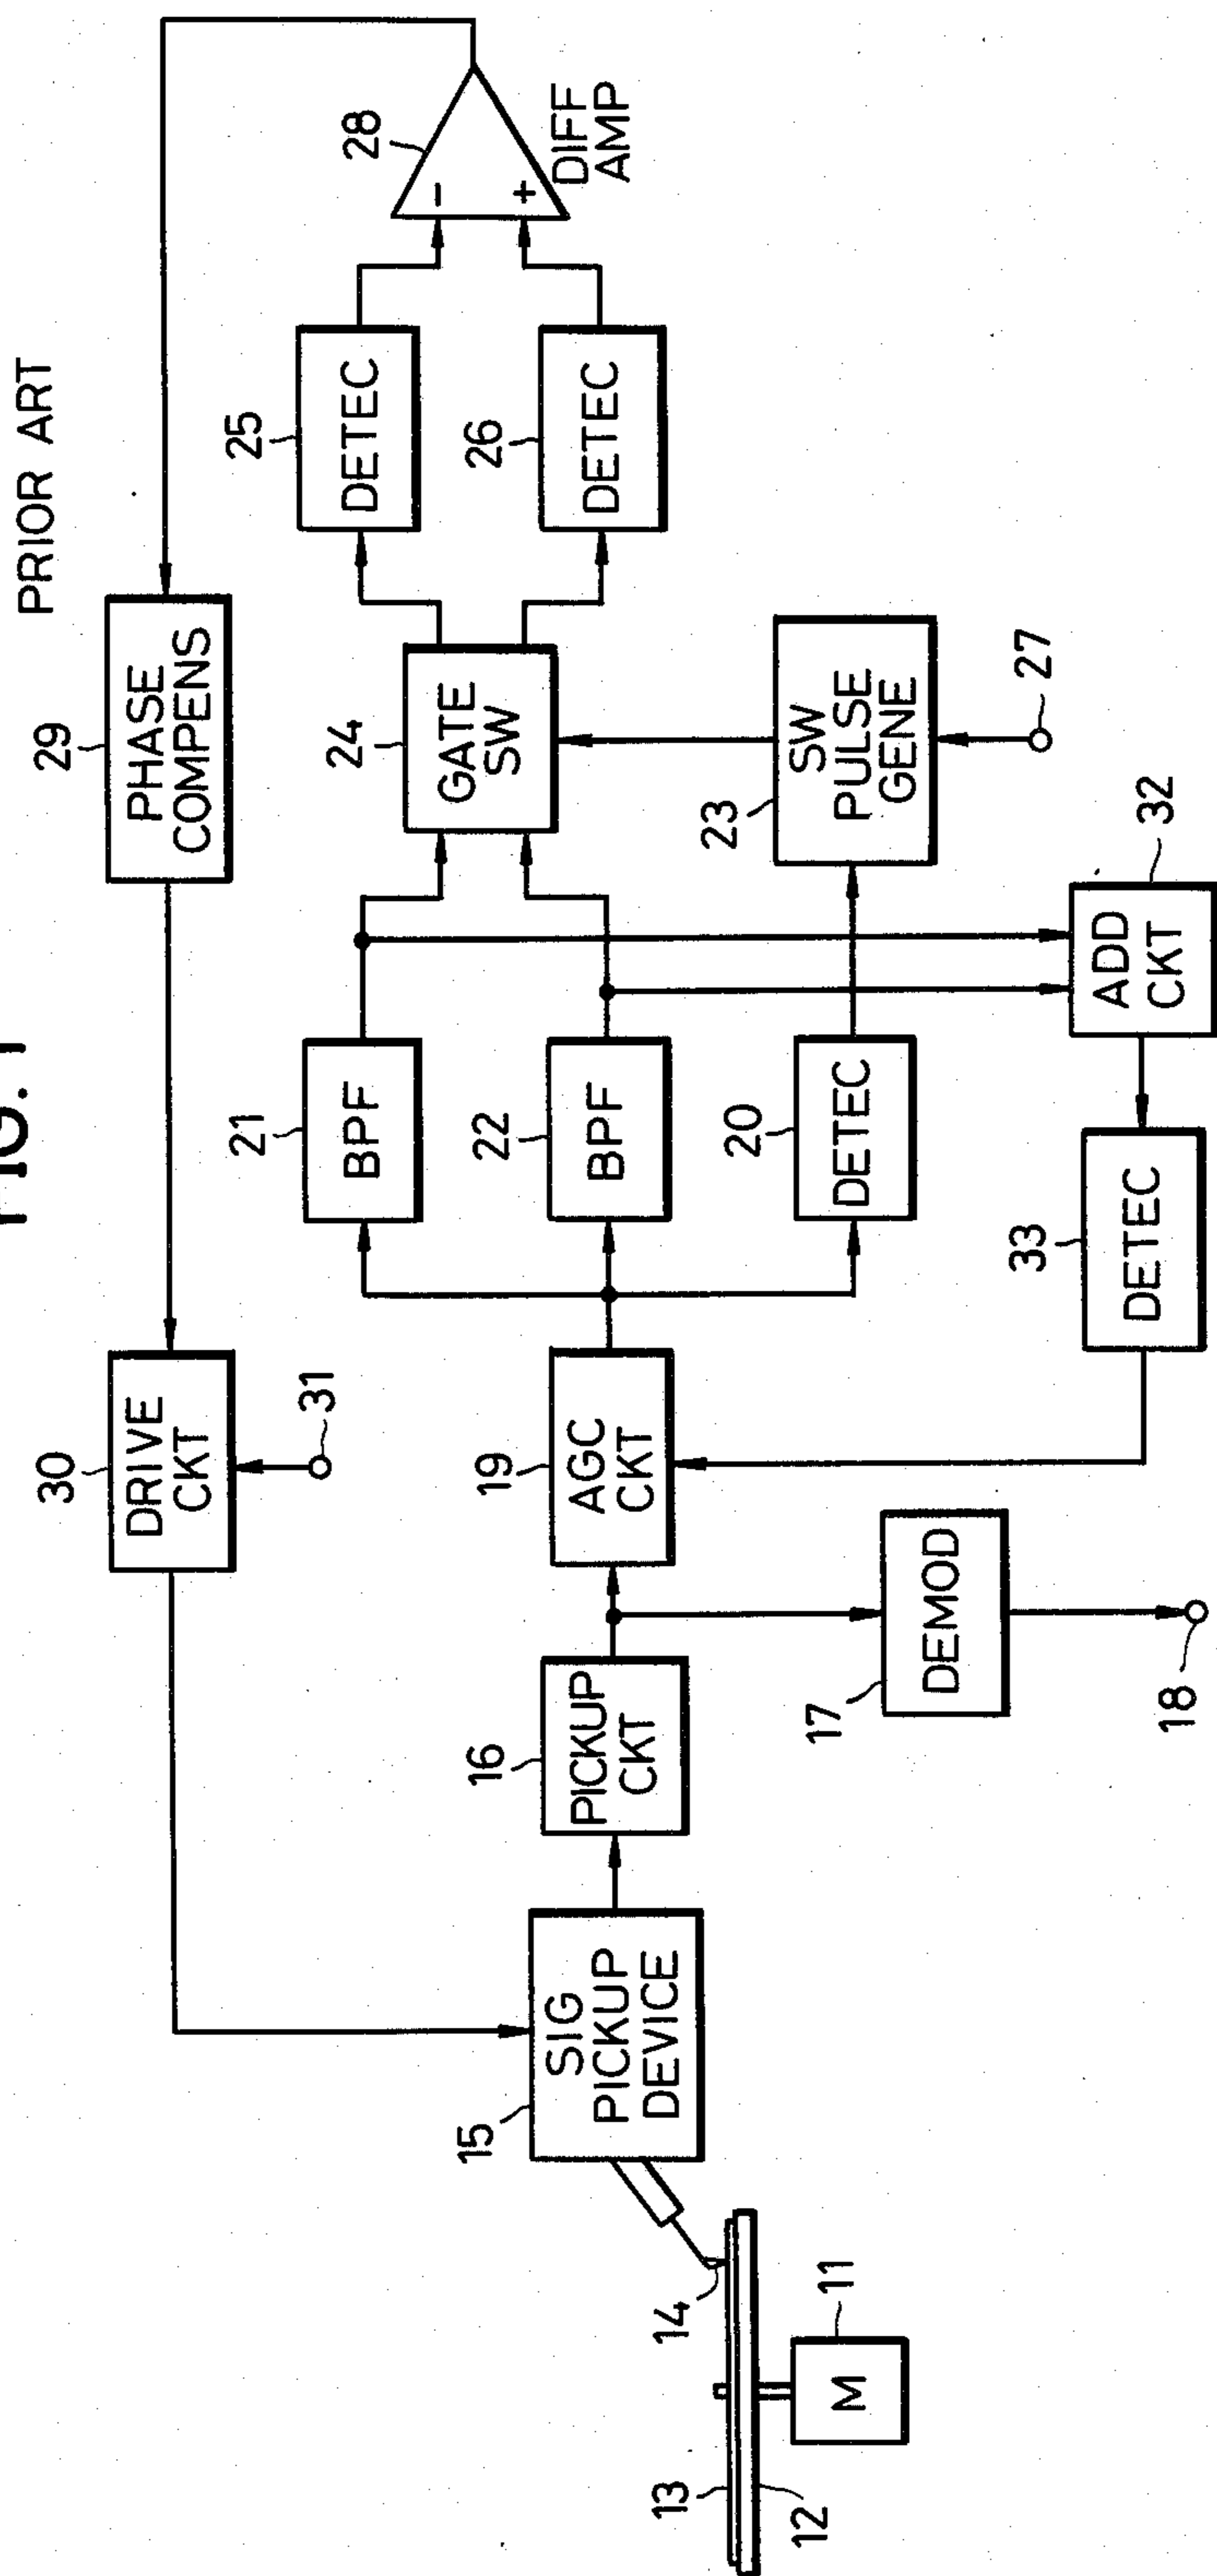 FIG. 1
PRIOR ART
29
PHASE
COMPENS
30
DRIVE
CKT
31
28
DIFF
AMP
-
+
25
DETEC
26
DETEC
24
GATE
SW
21
BPF
22
BPF
20
DETEC
23
SW
PULSE
GENE
27
32
ADD
CKT
33
DETEC
19
AGC
CKT
16
PICKUP
CKT
17
DEMOD
18
15
SIG
PICKUP
DEVICE
14
13
12
11
M